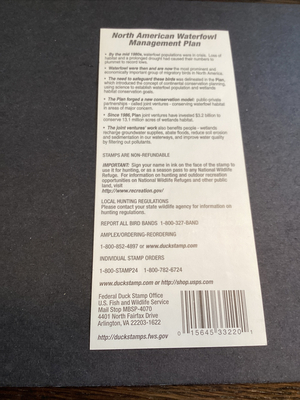 North American Waterfowl
Management Plan
• By the mid 1980s, waterfowl populations were in crisis. Loss of
habitat and a prolonged drought had caused their numbers to
plummet to record lows.
• Waterfowl were then and are now the most prominent and
economically important group of migratory birds in North America.
• The need to safeguard these birds was delineated in the Plan,
which introduced the concept of continental conservation planning,
using science to establish population and wetlands
habitat conservation goals.
• The Plan forged a new conservation model: public-private
partnerships - called joint ventures - conserving waterfowl habitat
in areas of major concern.
• Since 1986, Plan joint ventures have invested $3.2 billion to
conserve 13.1 million acres of wetlands habitat.
• The joint ventures' work also benefits people - wetlands
recharge groundwater supplies, abate floods, reduce soil erosion
and sedimentation in our waterways, and improve water quality
by filtering out pollutants.
STAMPS ARE NON-REFUNDABLE
IMPORTANT: Sign your name in ink on the face of the stamp to
use it for hunting, or as a season pass to any National Wildlife
Refuge. For information on hunting and outdoor recreation
opportunities on National Wildlife Refuges and other public
land, visit
http://www.recreation.gov/
LOCAL HUNTING REGULATIONS
Please contact your state wildlife agency for information on
hunting regulations.
REPORT ALL BIRD BANDS 1-800-327-BAND
AMPLEX/ORDERING-REORDERING
1-800-852-4897 or www.duckstamp.com
INDIVIDUAL STAMP ORDERS
1-800-STAMP24 1-800-782-6724
www.duckstamp.com or http://shop.usps.com
Federal Duck Stamp Office
U.S. Fish and Wildlife Service
Mail Stop MBSP-4070
4401 North Fairfax Drive
Arlington, VA 22203-1622
http://duckstamps.fws.gov
0 15645 33220 1